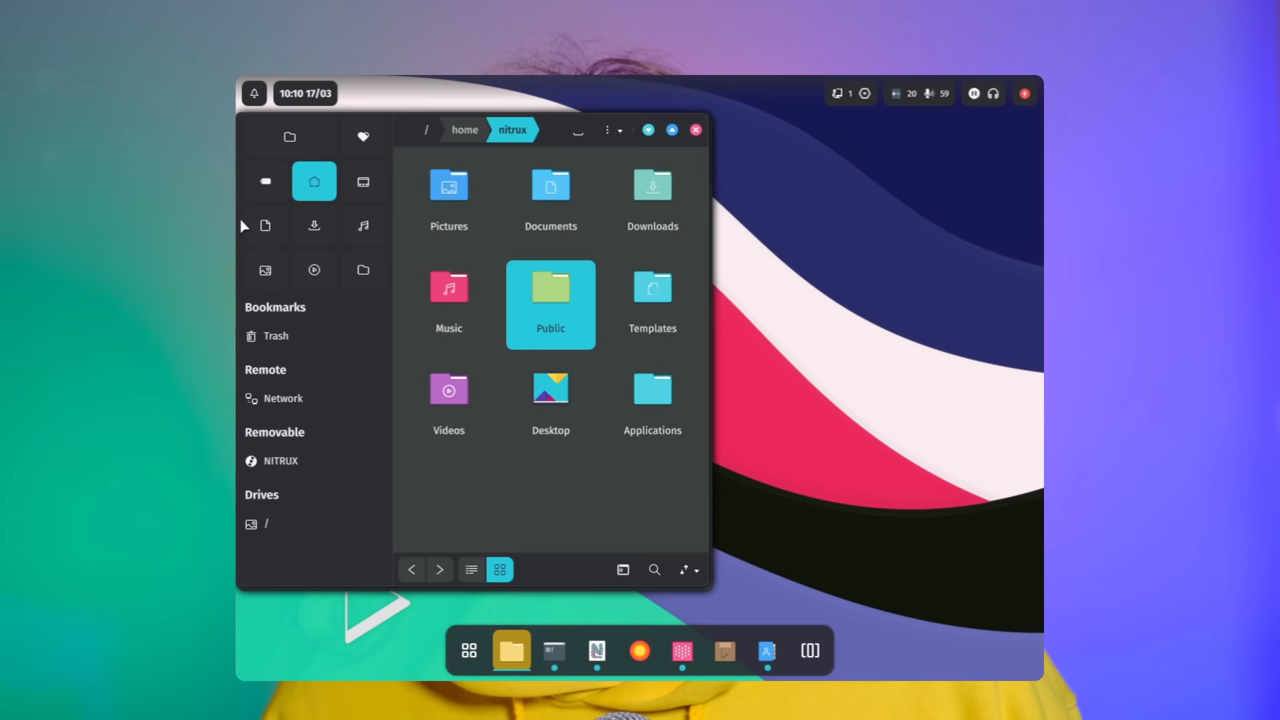 10:10 17/03
1
20
59
/
home
nitrux
Pictures
Documents
Downloads
Music
Public
Templates
Videos
Desktop
Applications
Bookmarks
Trash
Remote
Network
Removable
NITRUX
Drives
/